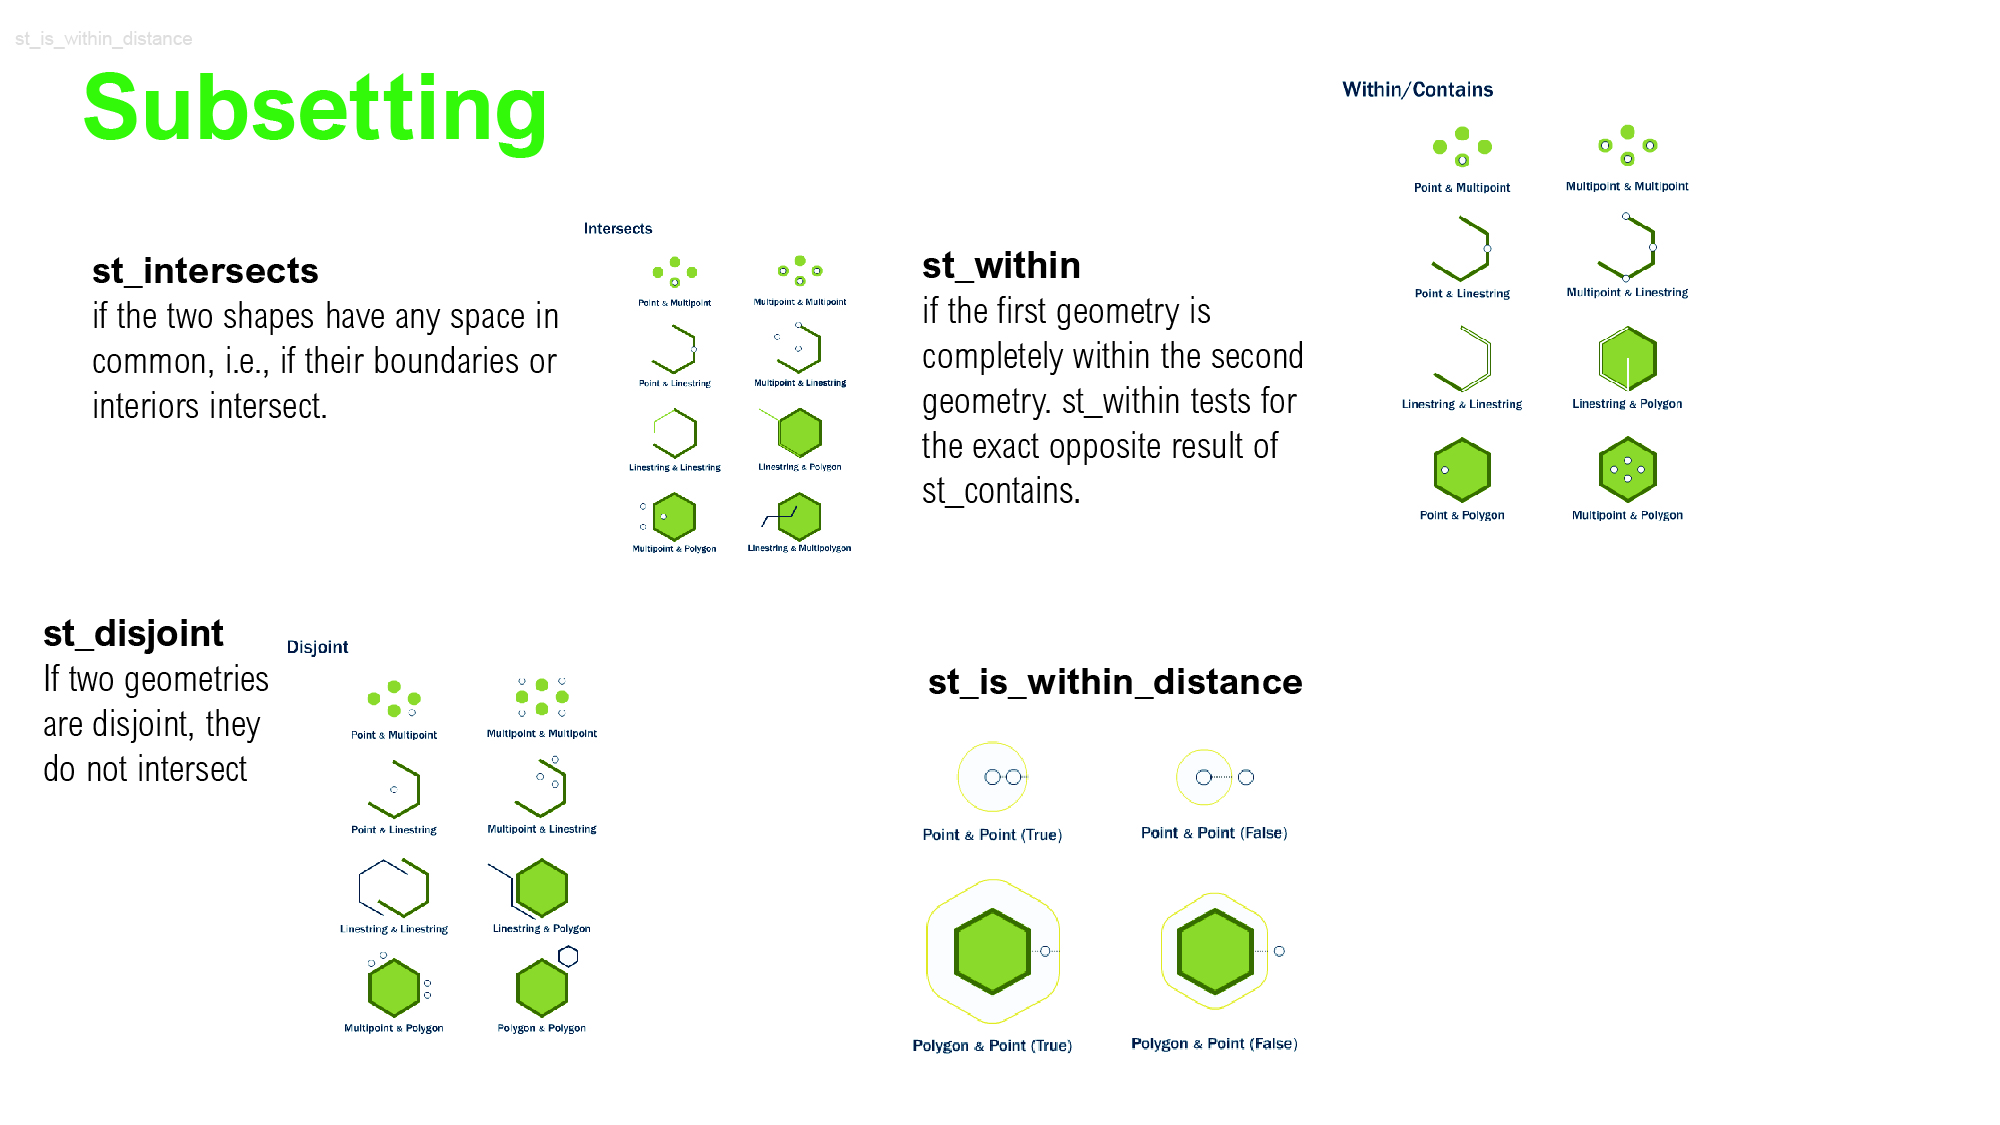 st_is_within_distance
Subsetting
st_intersects
if the two shapes have any space in
common, i.e., if their boundaries or
interiors intersect.
Intersects
Point & Multipoint
Multipoint & Multipoint
Point & Linestring
Multipoint & Linestring
Linestring & Linestring
Linestring & Polygon
Multipoint & Polygon
Linestring & Multipolygon
st_within
if the first geometry is
completely within the second
geometry. st_within tests for
the exact opposite result of
st_contains.
Within/Contains
Point & Multipoint
Multipoint & Multipoint
Point & Linestring
Multipoint & Linestring
Linestring & Linestring
Linestring & Polygon
Point & Polygon
Multipoint & Polygon
st_disjoint
If two geometries
are disjoint, they
do not intersect
Disjoint
Point & Multipoint
Multipoint & Multipoint
Point & Linestring
Multipoint & Linestring
Linestring & Linestring
Linestring & Polygon
Multipoint & Polygon
Polygon & Polygon
st_is_within_distance
Point & Point (True)
Point & Point (False)
Polygon & Point (True)
Polygon & Point (False)